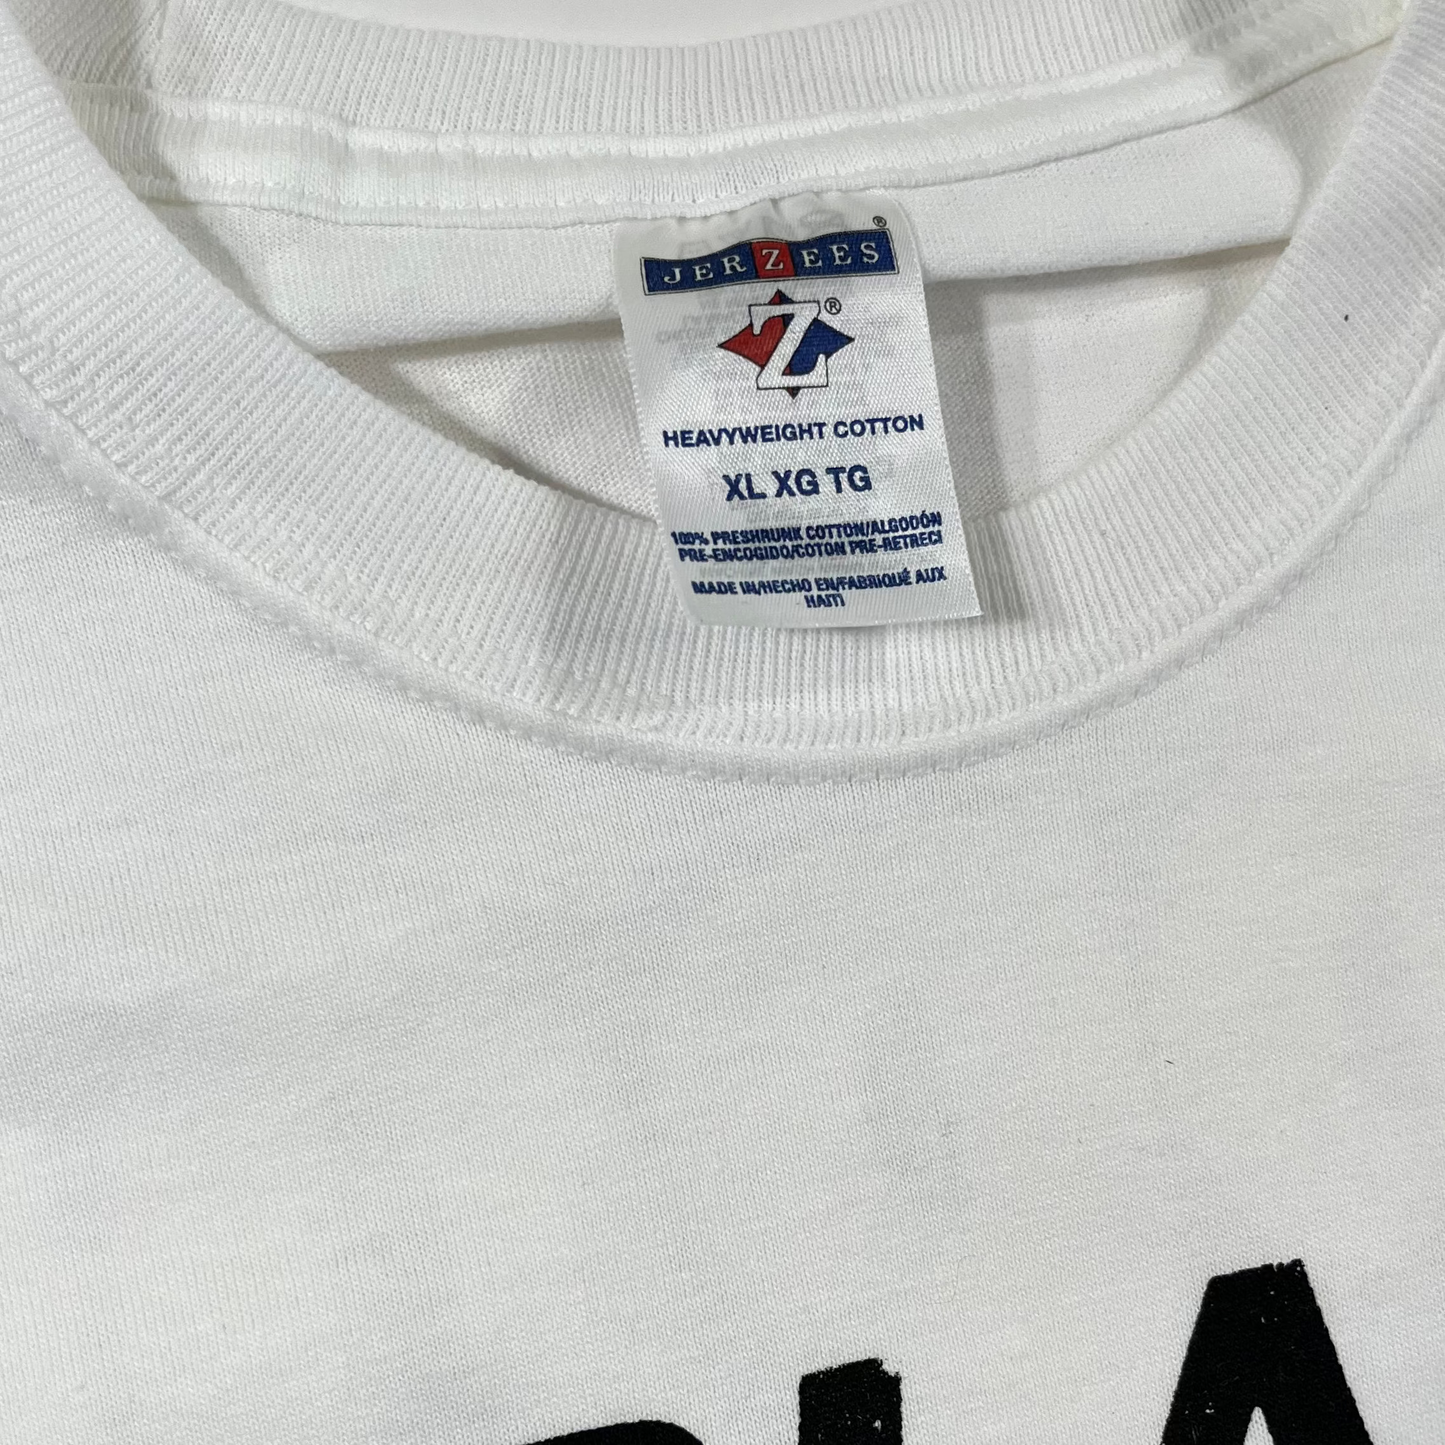 JERZEES ®
Z ®
HEAVYWEIGHT COTTON
XL XG TG
100% PRESHRUNK COTTON/ALGODÓN
PRE-ENCOGIDO/COTON PRE-RETRECI
MADE IN/HECHO EN/FABRIQUÉ AUX
HAITI